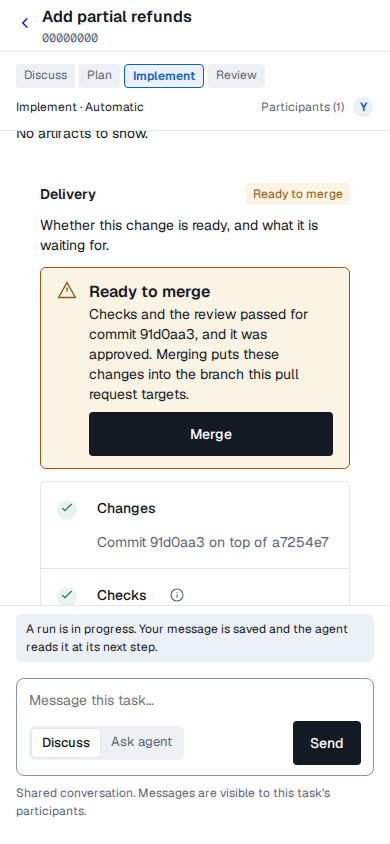 Add partial refunds
00000000
Discuss
Plan
Implement
Review
Implement · Automatic
Participants (1)
Y
No artifacts to show.
Delivery
Ready to merge
Whether this change is ready, and what it is
waiting for.
Ready to merge
Checks and the review passed for
commit 91d0aa3, and it was
approved. Merging puts these
changes into the branch this pull
request targets.
Merge
Changes
Commit 91d0aa3 on top of a7254e7
Checks
A run is in progress. Your message is saved and the agent
reads it at its next step.
Message this task...
Discuss
Ask agent
Send
Shared conversation. Messages are visible to this task's
participants.